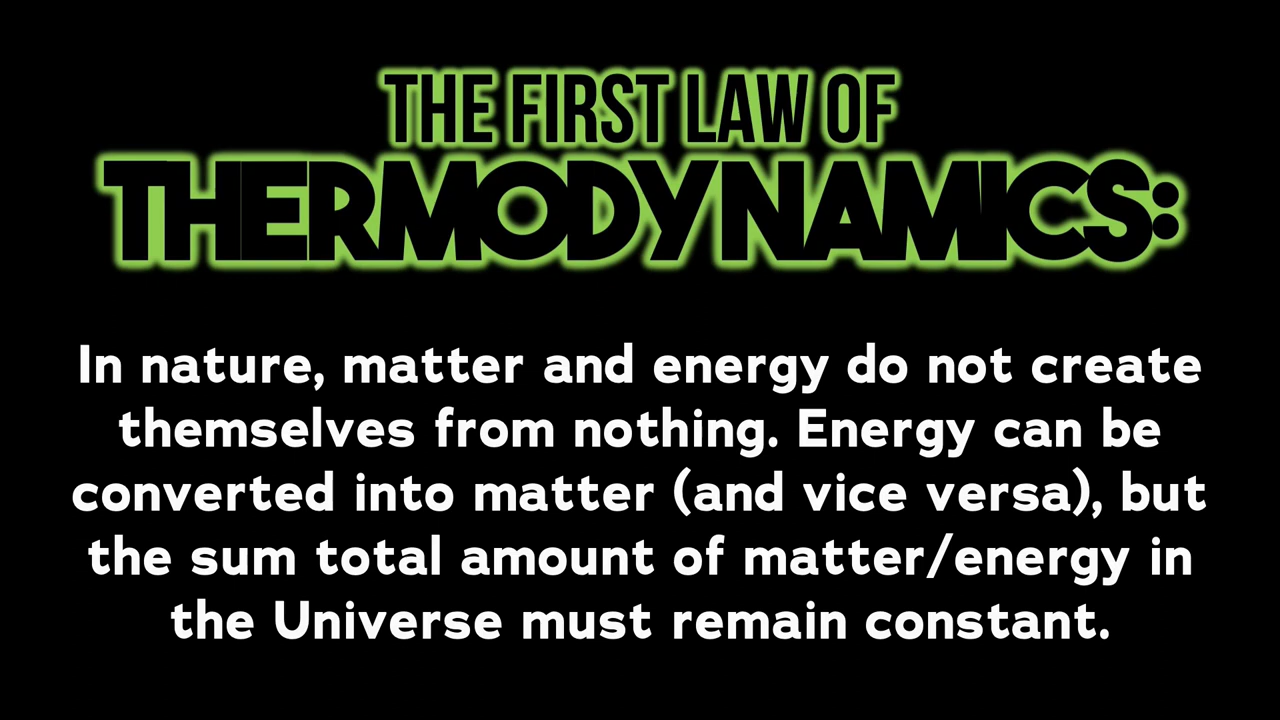 THE FIRST LAW OF
THERMODYNAMICS:
In nature, matter and energy do not create
themselves from nothing. Energy can be
converted into matter (and vice versa), but
the sum total amount of matter/energy in
the Universe must remain constant.